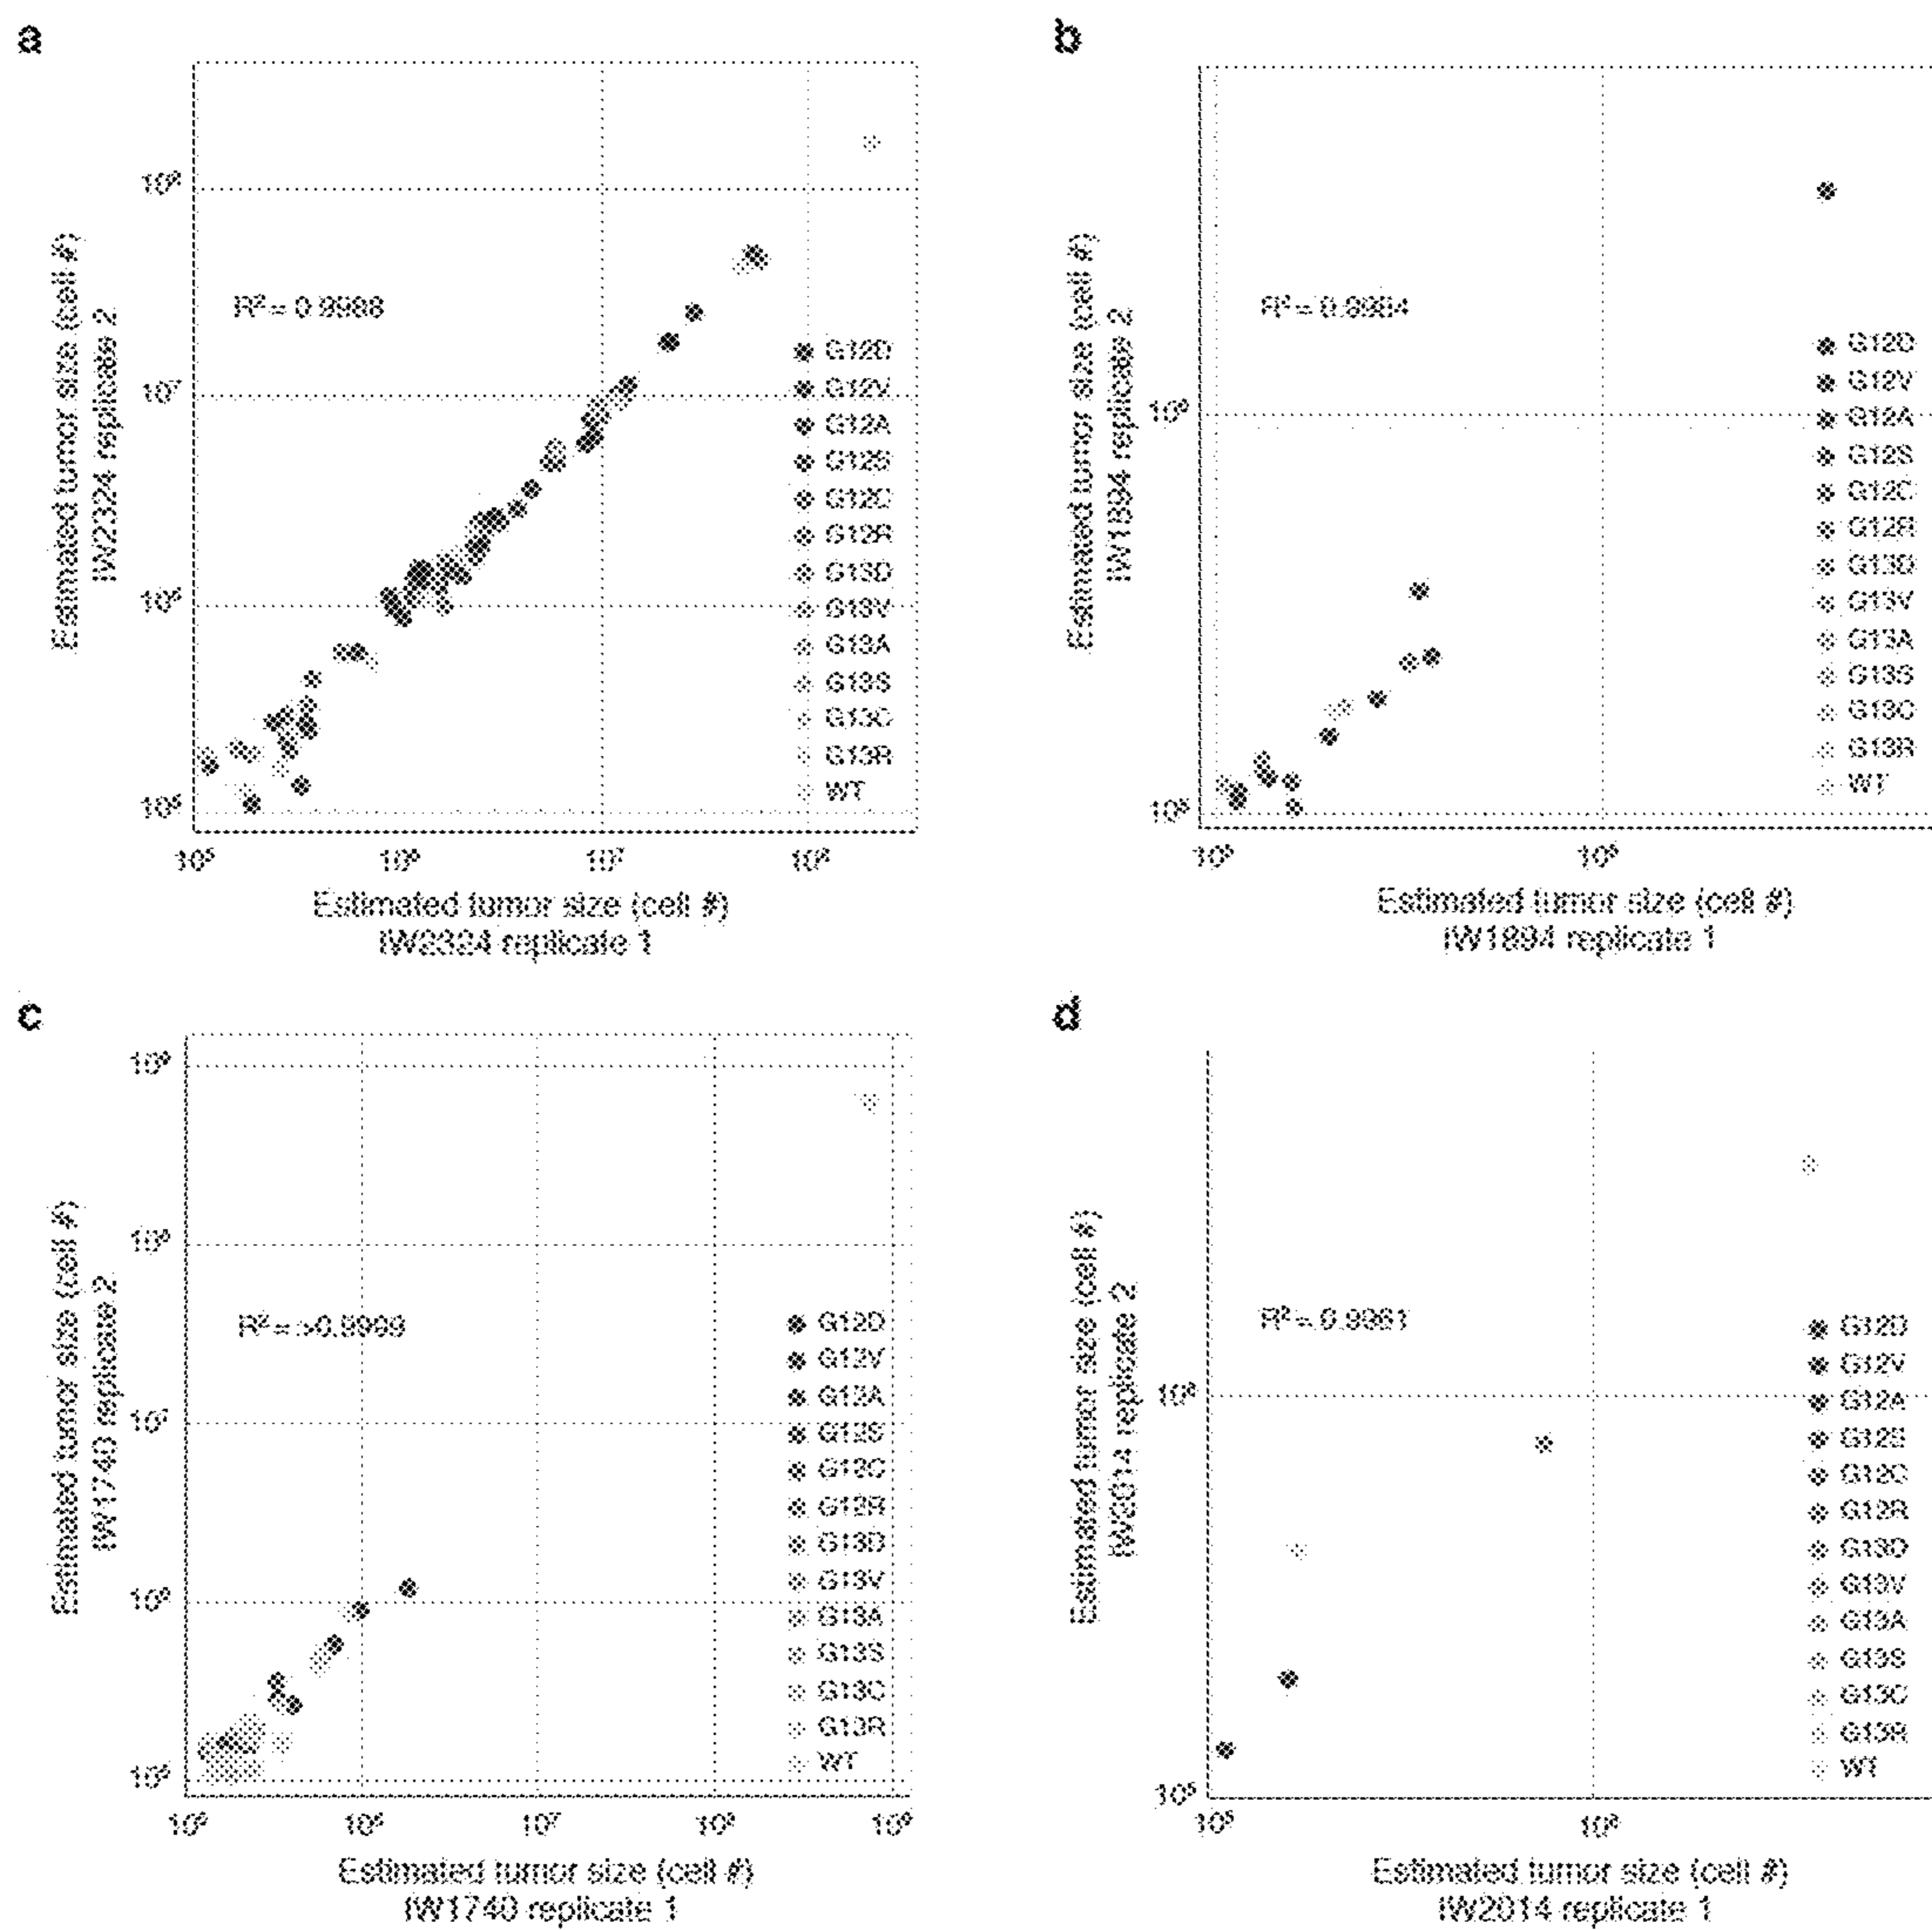 a
Estimated tumor size (cell #)
IW2324 replicate 2
10⁸
10⁷
10⁶
10⁵
R² = 0.9988
G12D
G12V
G12A
G12S
G12C
G12R
G13D
G13V
G13A
G13S
G13C
G13R
WT
10⁵ 10⁶ 10⁷ 10⁸
Estimated tumor size (cell #)
IW2324 replicate 1
b
Estimated tumor size (cell #)
IW1894 replicate 2
10⁶
10⁵
R² = 0.9984
G12D
G12V
G12A
G12S
G12C
G12R
G13D
G13V
G13A
G13S
G13C
G13R
WT
10⁵ 10⁶
Estimated tumor size (cell #)
IW1894 replicate 1
c
Estimated tumor size (cell #)
IW1740 replicate 2
10⁹
10⁸
10⁷
10⁶
10⁵
R² = >0.9999
G12D
G12V
G12A
G12S
G12C
G12R
G13D
G13V
G13A
G13S
G13C
G13R
WT
10⁵ 10⁶ 10⁷ 10⁸ 10⁹
Estimated tumor size (cell #)
IW1740 replicate 1
d
Estimated tumor size (cell #)
replicate 2
10⁶
10⁵
R² =
G12D
G12V
G12A
G12S
G12C
G12R
G13D
G13V
G13A
G13S
G13C
G13R
WT
10⁵ 10⁶
Estimated tumor size (cell #)
IW2014 replicate 1